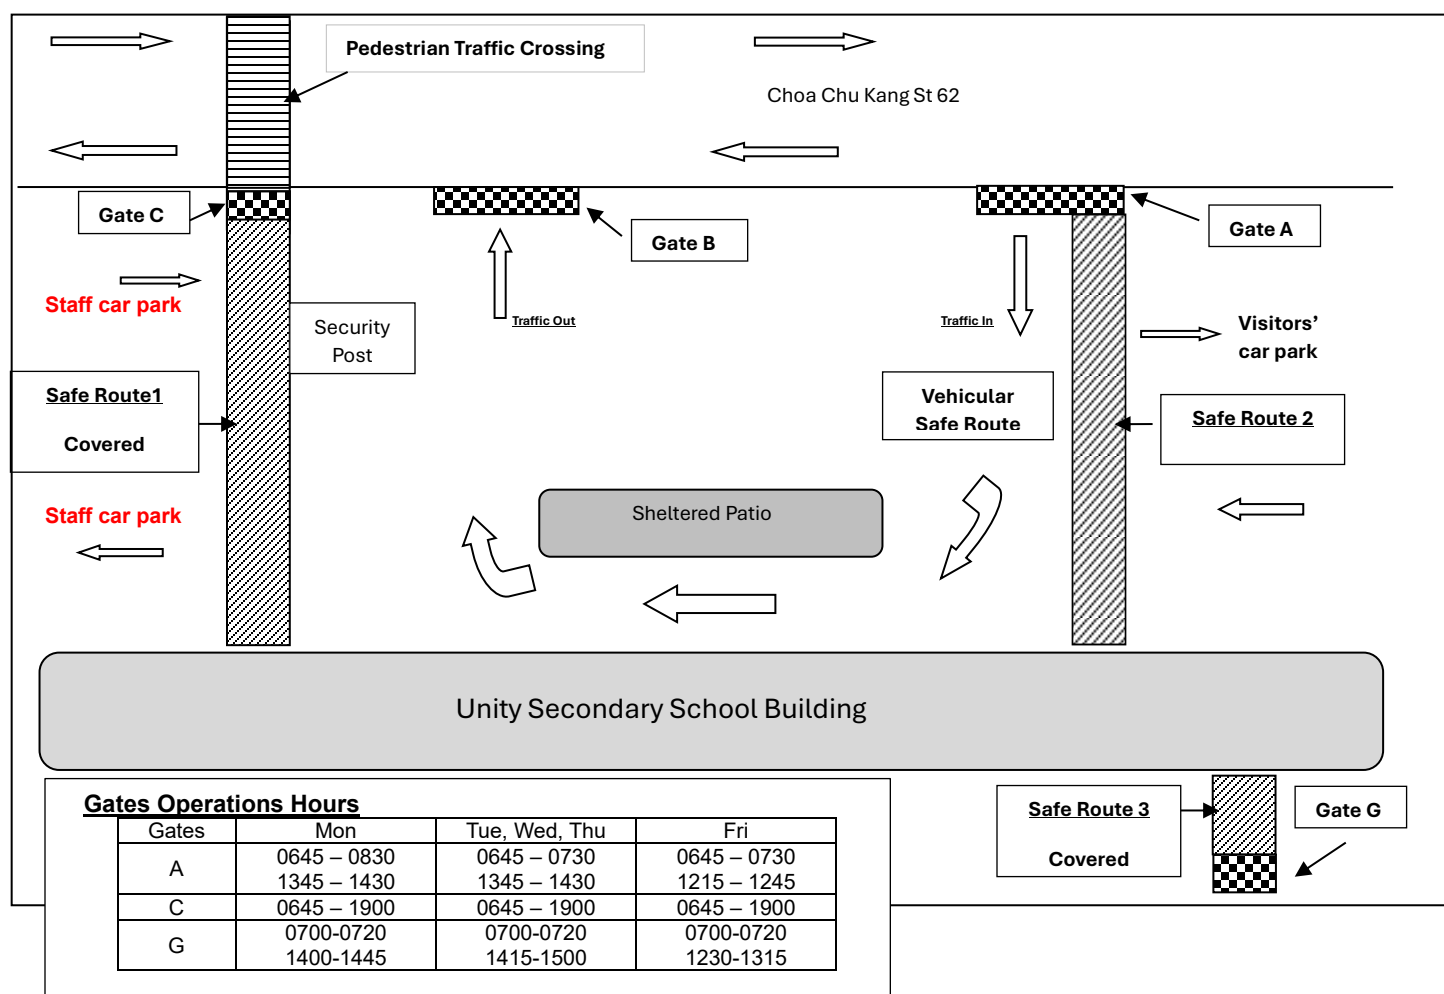 Pedestrian Traffic Crossing
Choa Chu Kang St 62
Gate C
Gate B
Gate A
Staff car park
Security
Post
Traffic Out
Traffic In
Visitors'
car park
Safe Route1
Covered
Vehicular
Safe Route
Safe Route 2
Staff car park
Sheltered Patio
Unity Secondary School Building
Safe Route 3
Covered
Gate G
Gates Operations Hours
Gates Mon Tue, Wed, Thu Fri
A 0645 – 0830 0645 – 0730 0645 – 0730
1345 – 1430 1345 – 1430 1215 – 1245
C 0645 – 1900 0645 – 1900 0645 – 1900
G 0700-0720 0700-0720 0700-0720
1400-1445 1415-1500 1230-1315